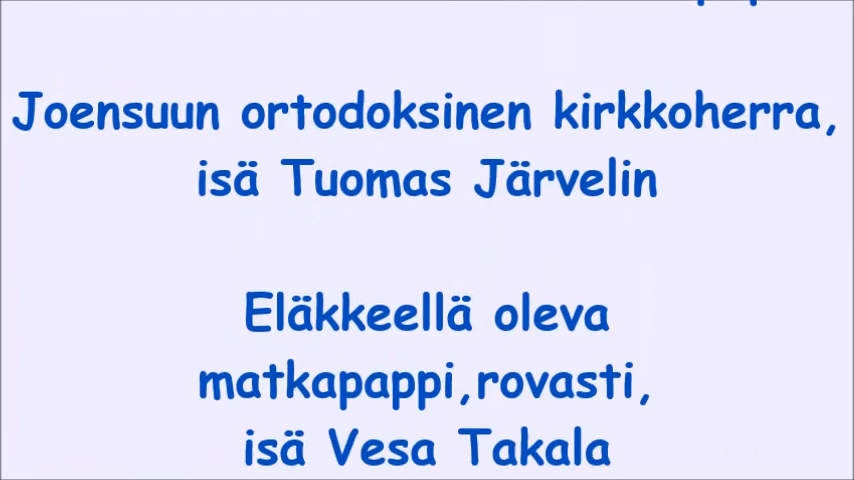 Joensuun ortodoksinen kirkkoherra,
isä Tuomas Järvelin
Eläkkeellä oleva
matkapappi,rovasti,
isä Vesa Takala